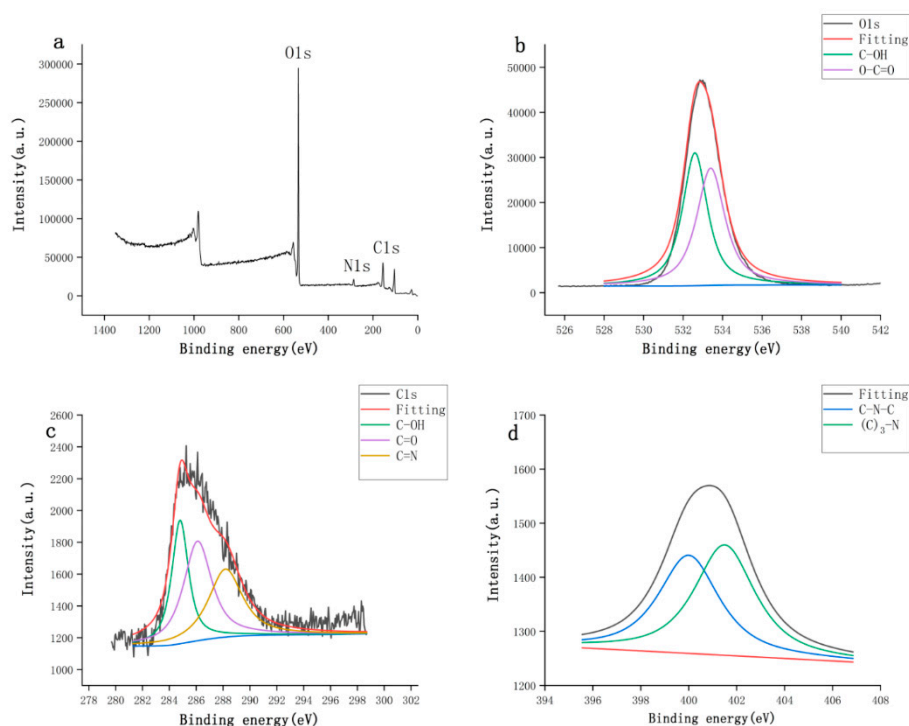 a
O1s
N1s
C1s
Intensity(a.u.)
300000
250000
200000
150000
100000
50000
0
1400 1200 1000 800 600 400 200 0
Binding energy(eV)
b
O1s
Fitting
C-OH
O-C=O
Intensity(a.u.)
50000
40000
30000
20000
10000
0
526 528 530 532 534 536 538 540 542
Binding energy(eV)
c
C1s
Fitting
C-OH
C=O
C=N
Intensity(a.u.)
2600
2400
2200
2000
1800
1600
1400
1200
1000
278 280 282 284 286 288 290 292 294 296 298 300 302
Binding energy(eV)
d
Fitting
C-N-C
(C)₃-N
Intensity(a.u.)
1700
1600
1500
1400
1300
1200
394 396 398 400 402 404 406 408
Binding energy(eV)